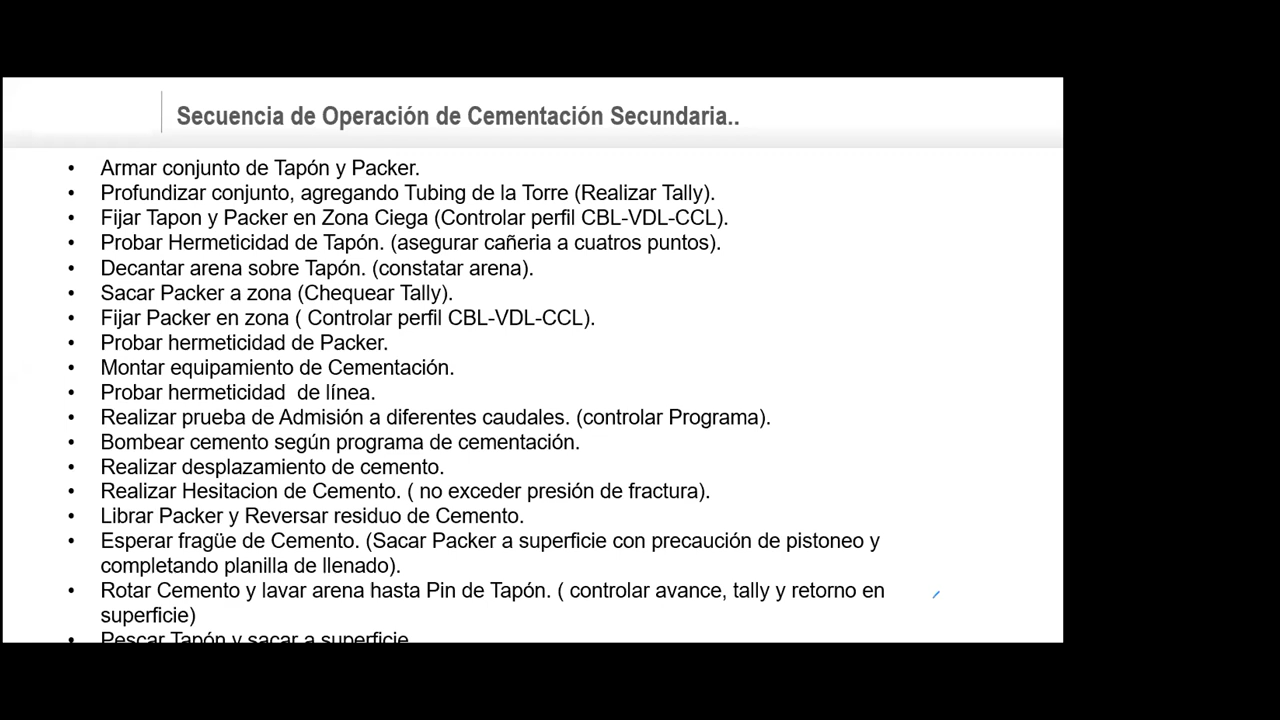 Secuencia de Operación de Cementación Secundaria..
• Armar conjunto de Tapón y Packer.
• Profundizar conjunto, agregando Tubing de la Torre (Realizar Tally).
• Fijar Tapon y Packer en Zona Ciega (Controlar perfil CBL-VDL-CCL).
• Probar Hermeticidad de Tapón. (asegurar cañeria a cuatros puntos).
• Decantar arena sobre Tapón. (constatar arena).
• Sacar Packer a zona (Chequear Tally).
• Fijar Packer en zona ( Controlar perfil CBL-VDL-CCL).
• Probar hermeticidad de Packer.
• Montar equipamiento de Cementación.
• Probar hermeticidad  de línea.
• Realizar prueba de Admisión a diferentes caudales. (controlar Programa).
• Bombear cemento según programa de cementación.
• Realizar desplazamiento de cemento.
• Realizar Hesitacion de Cemento. ( no exceder presión de fractura).
• Librar Packer y Reversar residuo de Cemento.
• Esperar fragüe de Cemento. (Sacar Packer a superficie con precaución de pistoneo y
completando planilla de llenado).
• Rotar Cemento y lavar arena hasta Pin de Tapón. ( controlar avance, tally y retorno en
superficie)
• Pescar Tapón y sacar a superficie